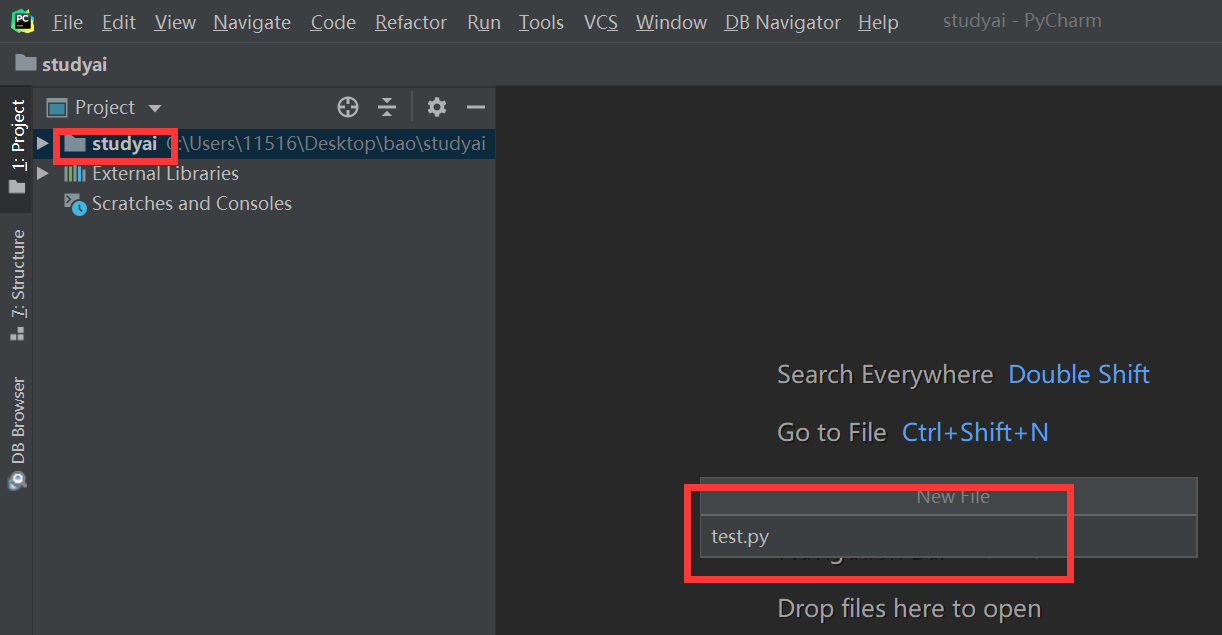 PC File Edit View Navigate Code Refactor Run Tools VCS Window DB Navigator Help studyai - PyCharm
studyai
Project
1: Project
studyai :\Users\11516\Desktop\bao\studyai
External Libraries
Scratches and Consoles
7: Structure
DB Browser
Search Everywhere Double Shift
Go to File Ctrl+Shift+N
New File
test.py
Drop files here to open